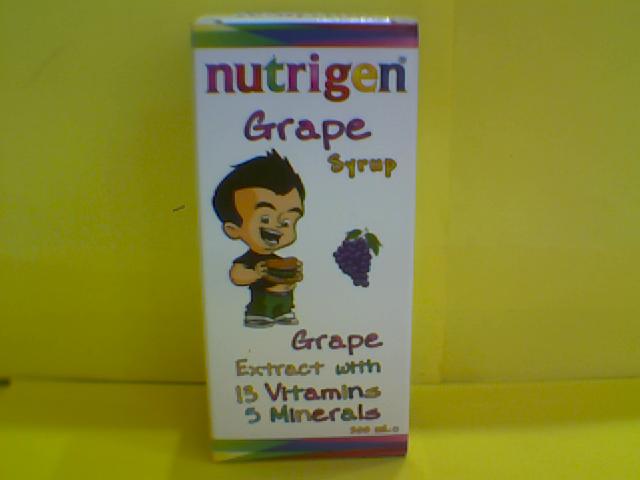 nutrigen®
Grape
Syrup
Grape
Extract with
13 Vitamins
5 Minerals